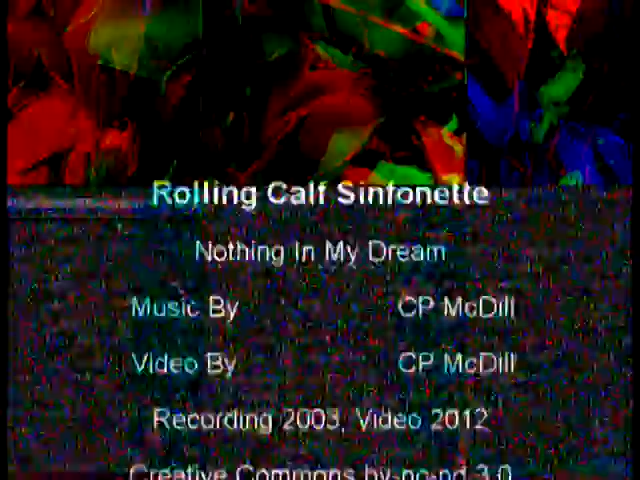 Rolling Calf Sinfonette
Nothing In My Dream
Music By CP McDill
Video By CP McDill
Recording 2003, Video 2012
Creative Commons by-nc-nd 3.0